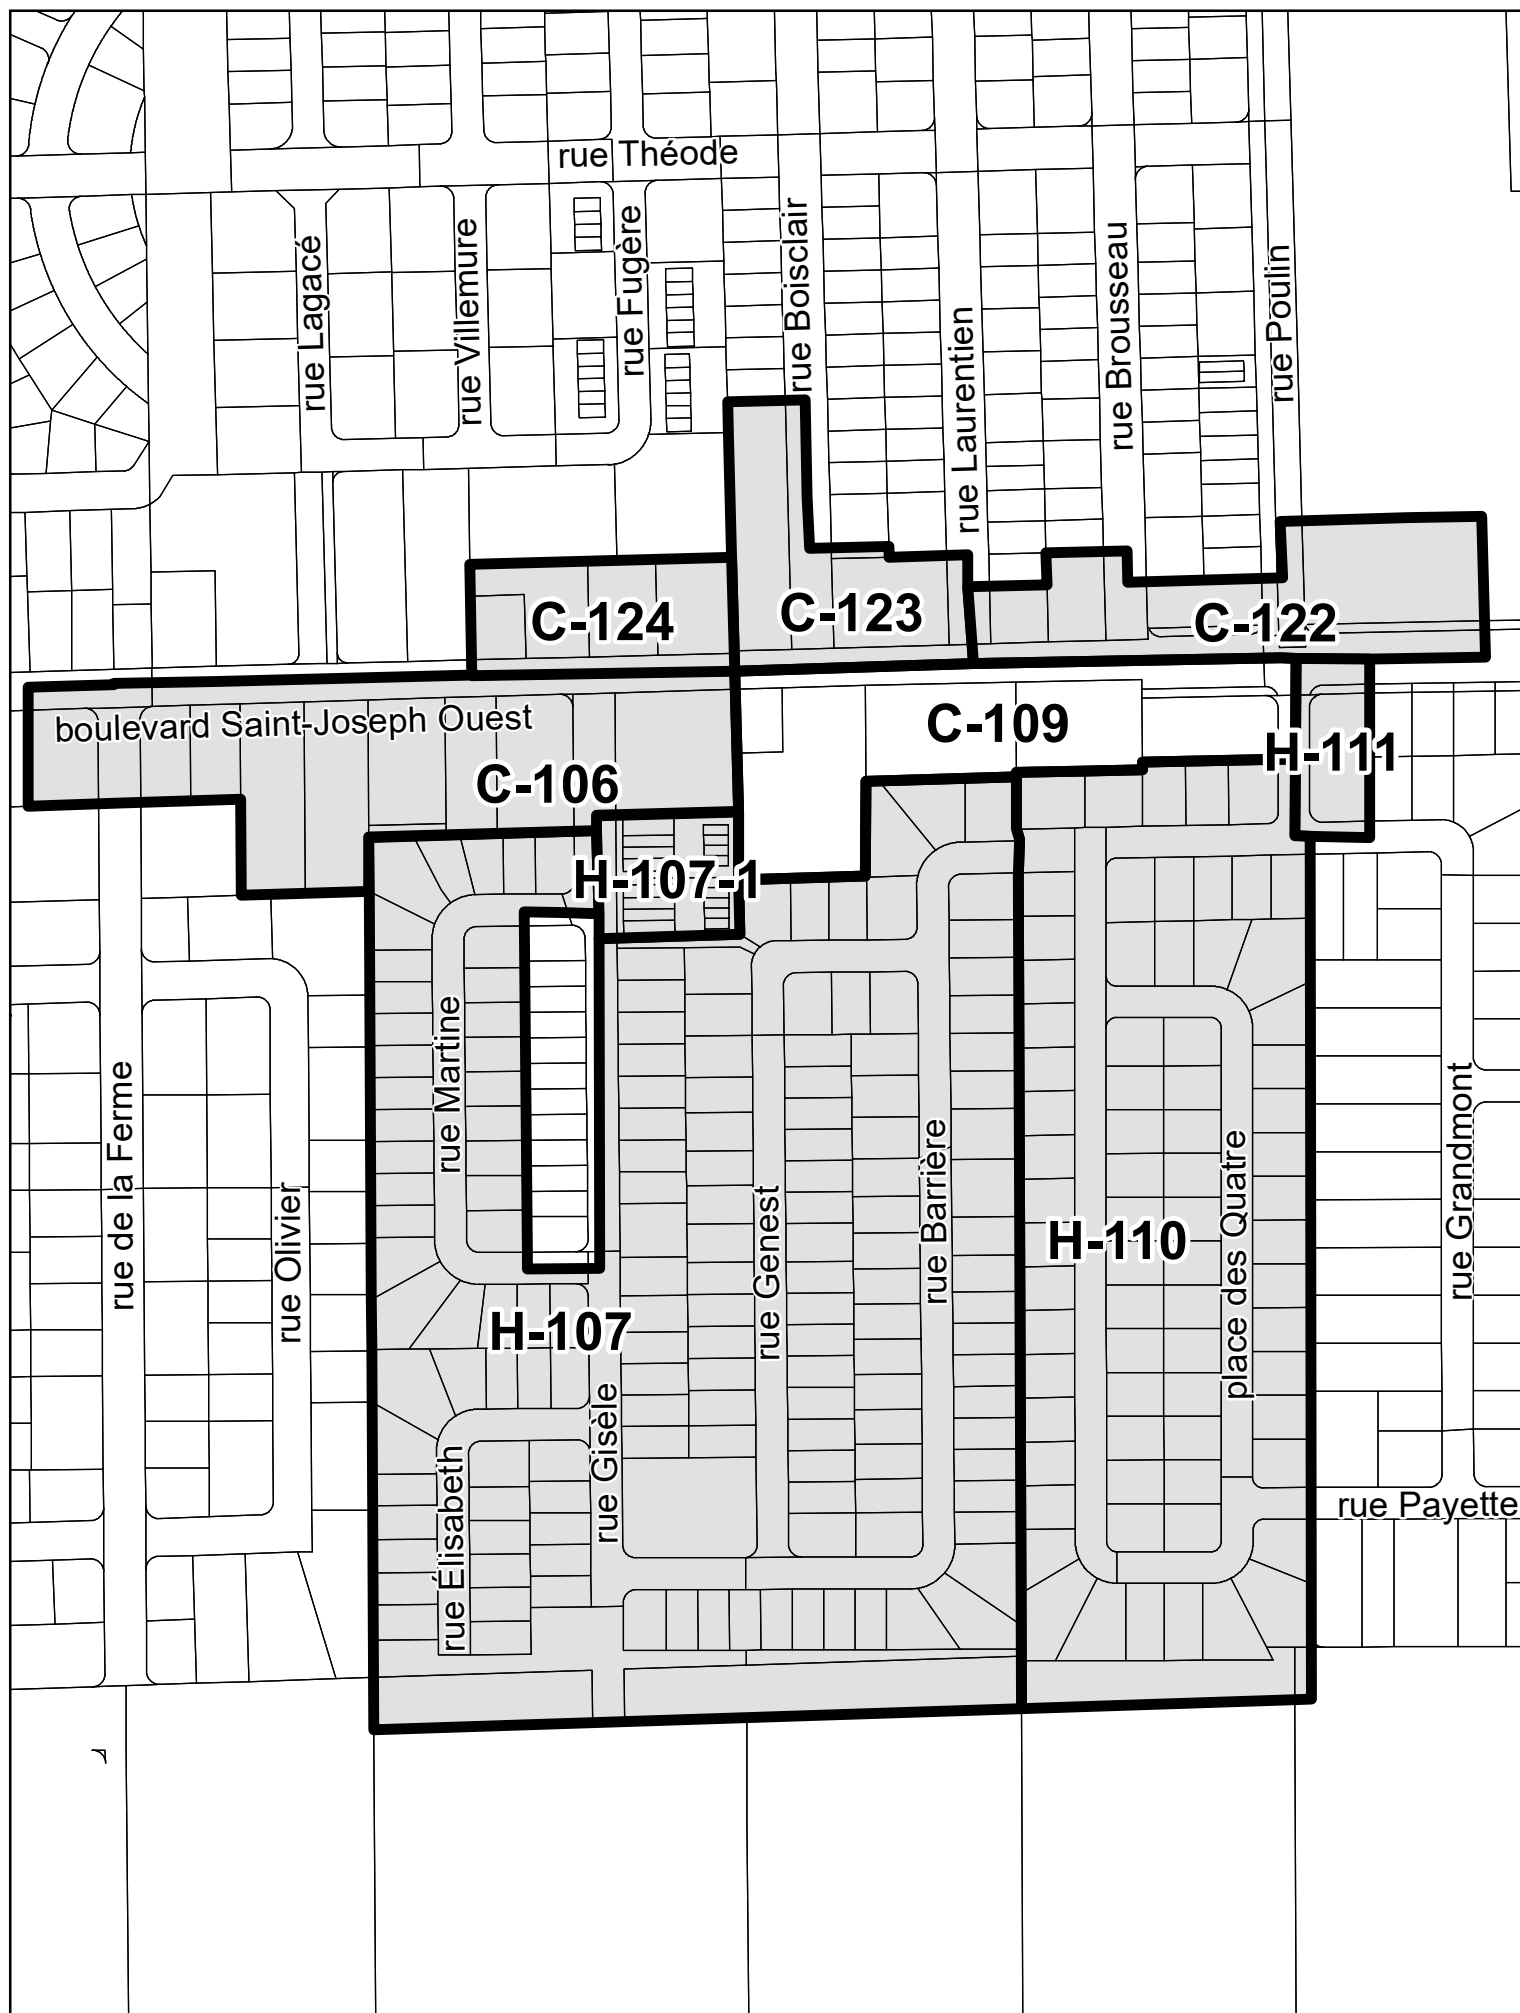 rue Théode
rue Lagacé
rue Villemure
rue Fugère
rue Boisclair
rue Laurentien
rue Brousseau
rue Poulin
C-124
C-123
C-122
boulevard Saint-Joseph Ouest
C-109
H-111
C-106
H-107-1
rue de la Ferme
rue Olivier
rue Martine
rue Genest
rue Barrière
H-110
place des Quatre
rue Grandmont
H-107
rue Élisabeth
rue Gisèle
rue Payette